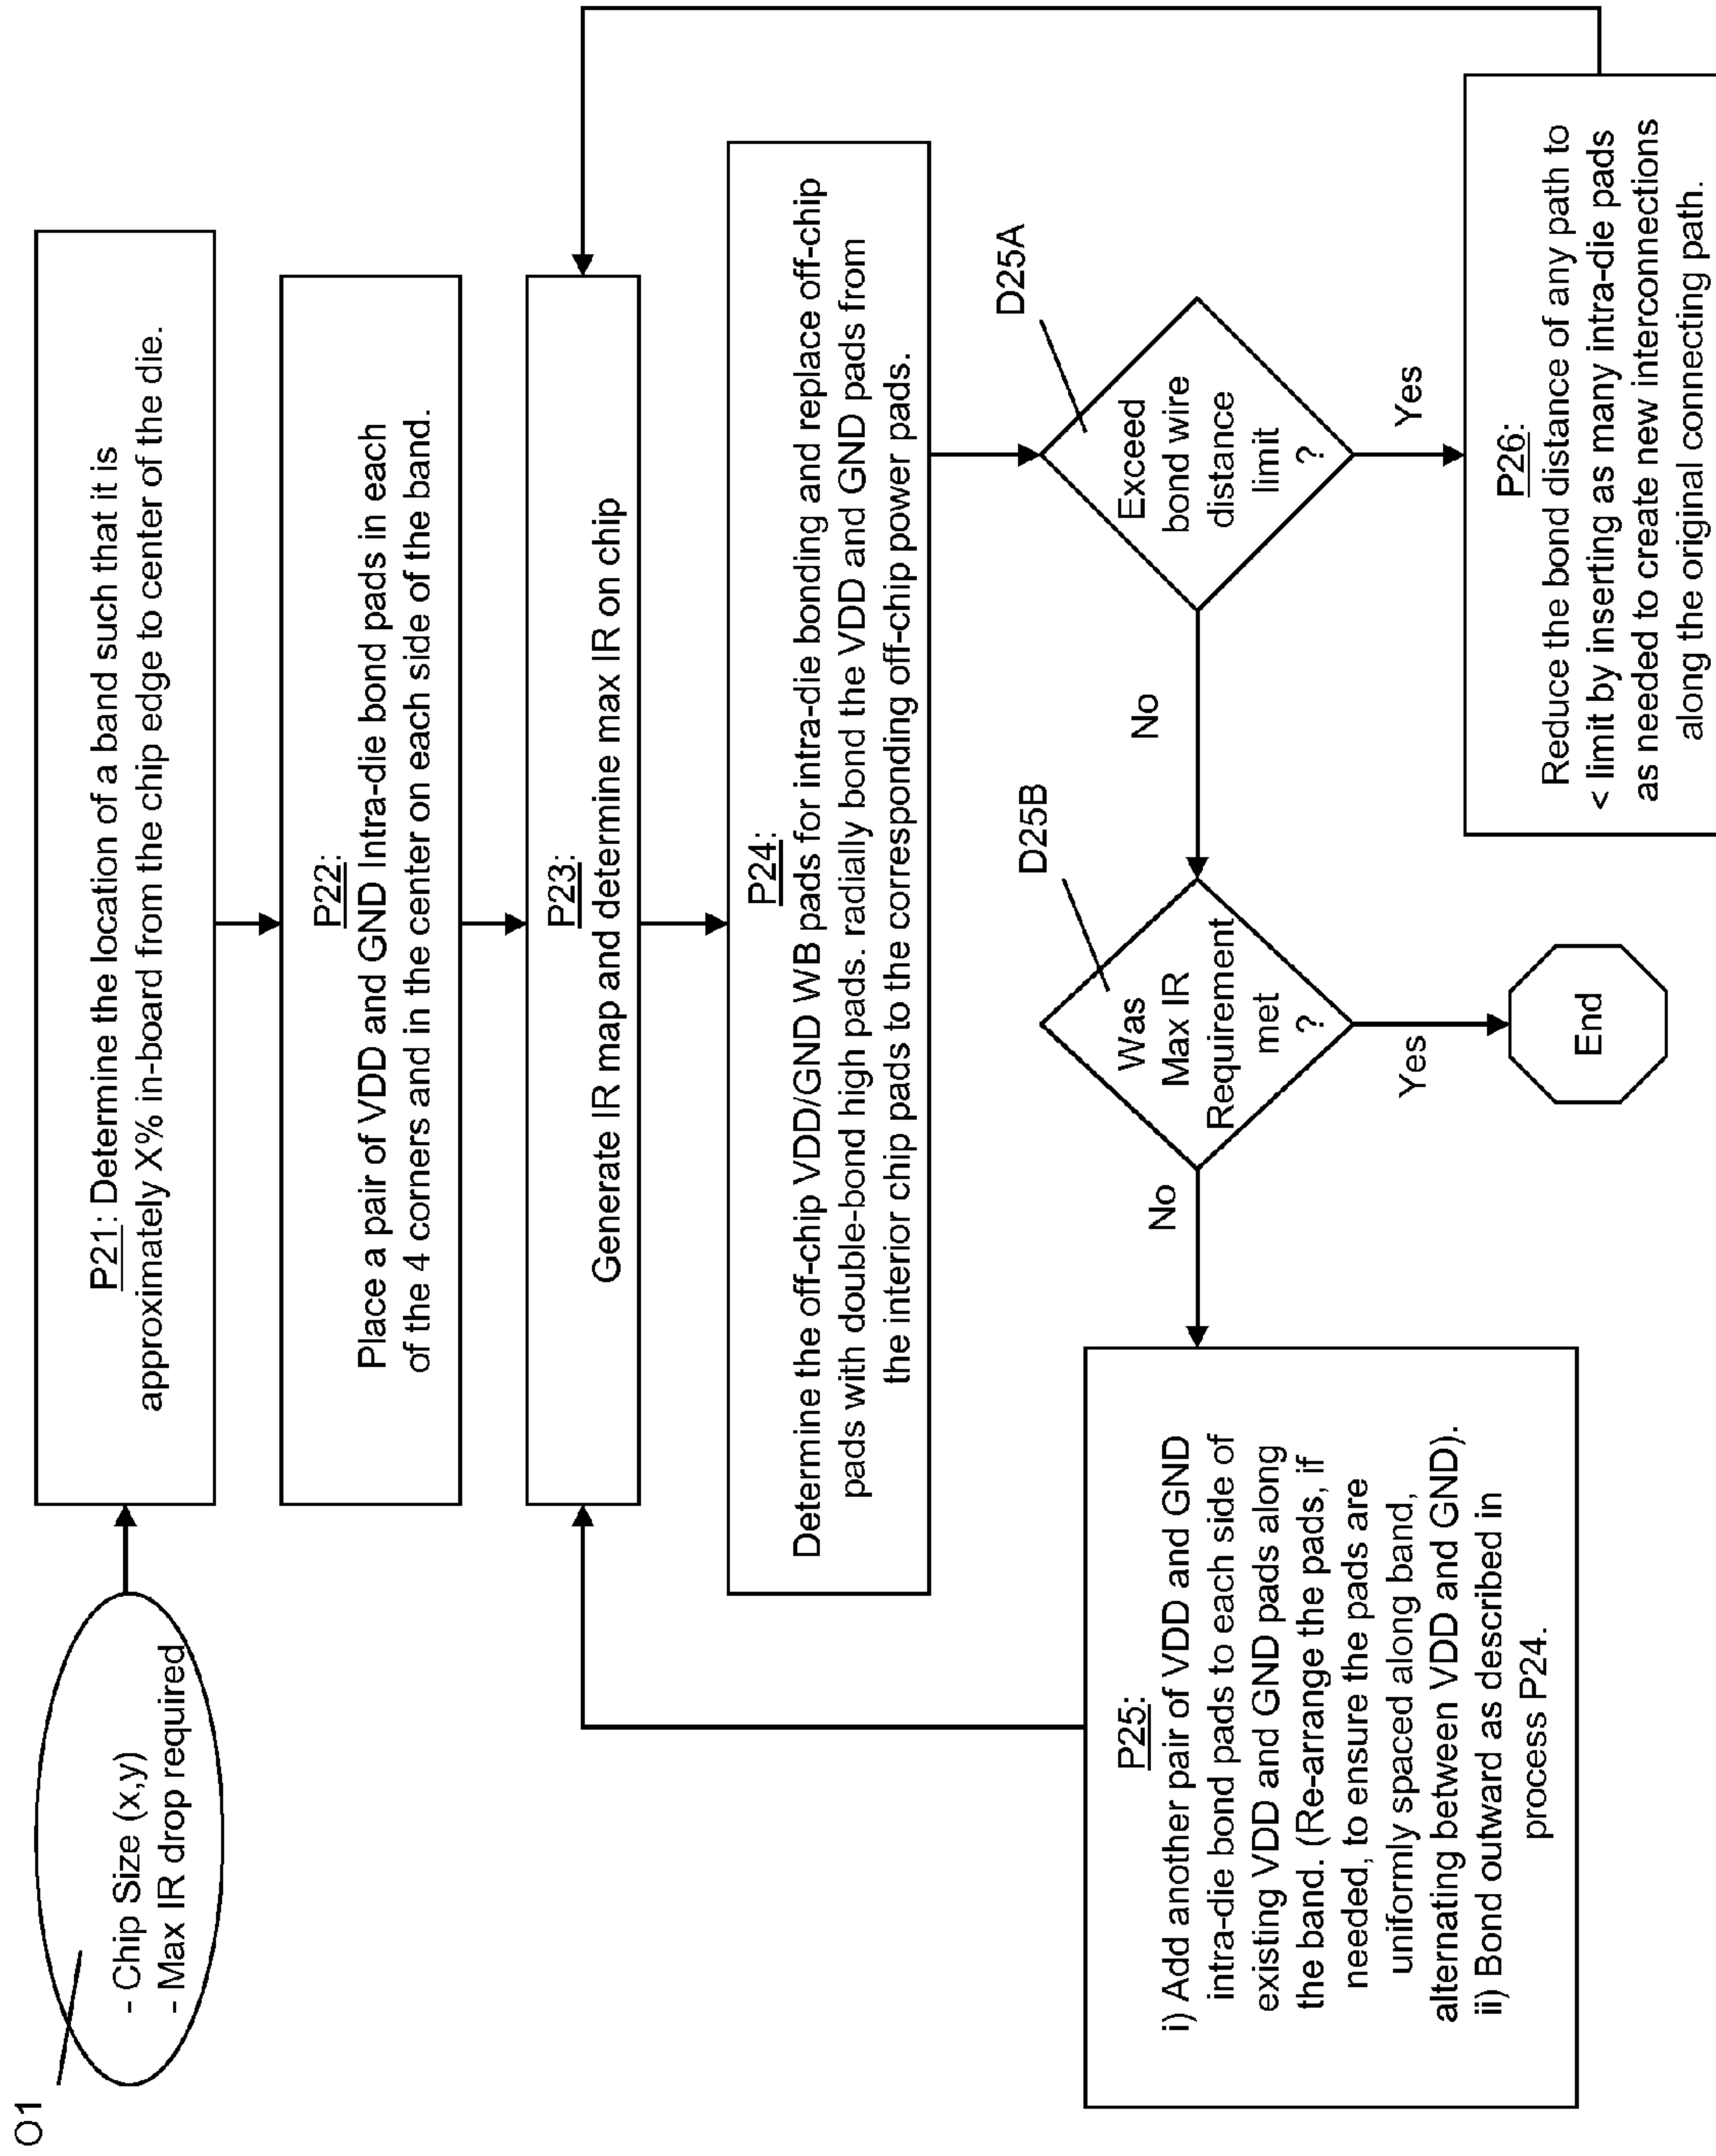 O1
- Chip Size (x,y)
- Max IR drop required
P21: Determine the location of a band such that it is
approximately X% in-board from the chip edge to center of the die.
P22:
Place a pair of VDD and GND Intra-die bond pads in each
of the 4 corners and in the center on each side of the band.
P23:
Generate IR map and determine max IR on chip
P24:
Determine the off-chip VDD/GND WB pads for intra-die bonding and replace off-chip
pads with double-bond high pads. radially bond the VDD and GND pads from
the interior chip pads to the corresponding off-chip power pads.
D25A
Exceed
bond wire
distance
limit
?
No
Yes
D25B
Was
Max IR
Requirement
met
?
No
Yes
End
P25:
i) Add another pair of VDD and GND
intra-die bond pads to each side of
existing VDD and GND pads along
the band. (Re-arrange the pads, if
needed, to ensure the pads are
uniformly spaced along band,
alternating between VDD and GND).
ii) Bond outward as described in
process P24.
P26:
Reduce the bond distance of any path to
< limit by inserting as many intra-die pads
as needed to create new interconnections
along the original connecting path.